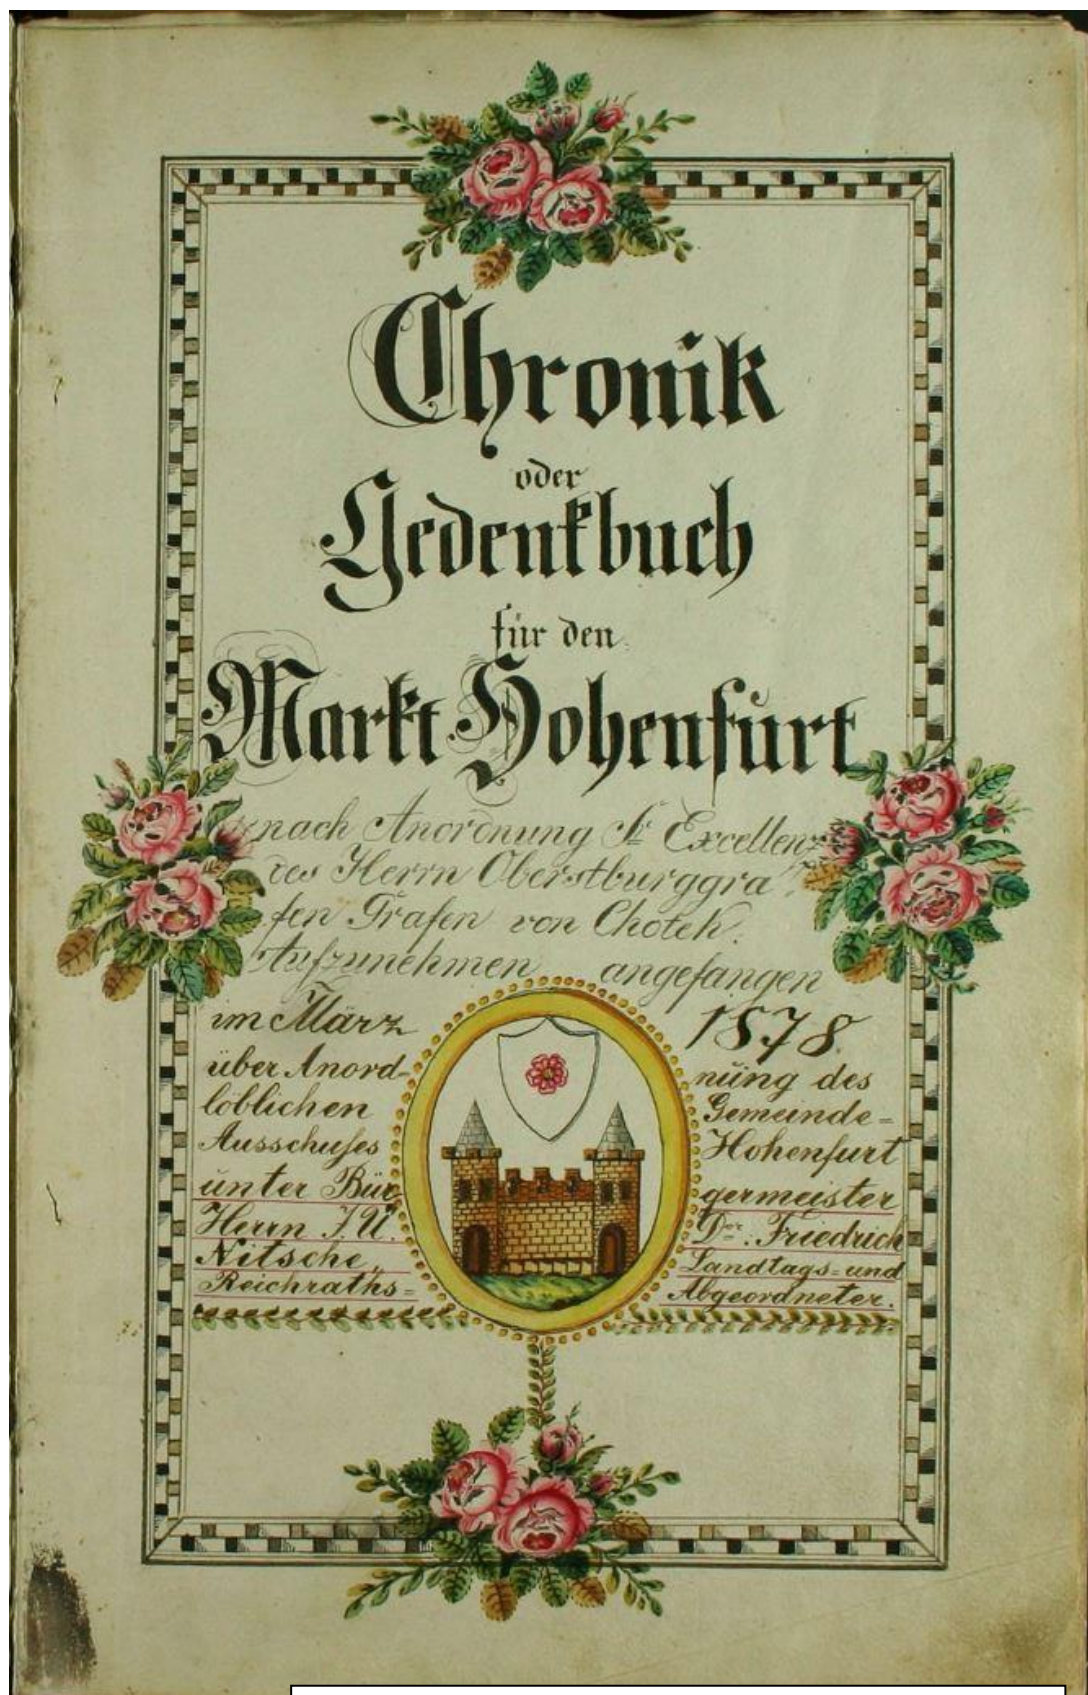 Chronik
oder
Gedenkbuch
für den
Markt Hohenfurt
nach Anordnung Sr Excellenz
des Herrn Oberstburggra
fen Grafen von Chotek.
Aufzunehmen angefangen
im März 1878.
über Anord- nung des
löblichen Gemeinde=
Ausschußes Hohenfurt
unter Bür germeister
Herrn J.U. Dor. Friedrich
Nitsche, Landtags= und
Reichraths= Abgeordneter.